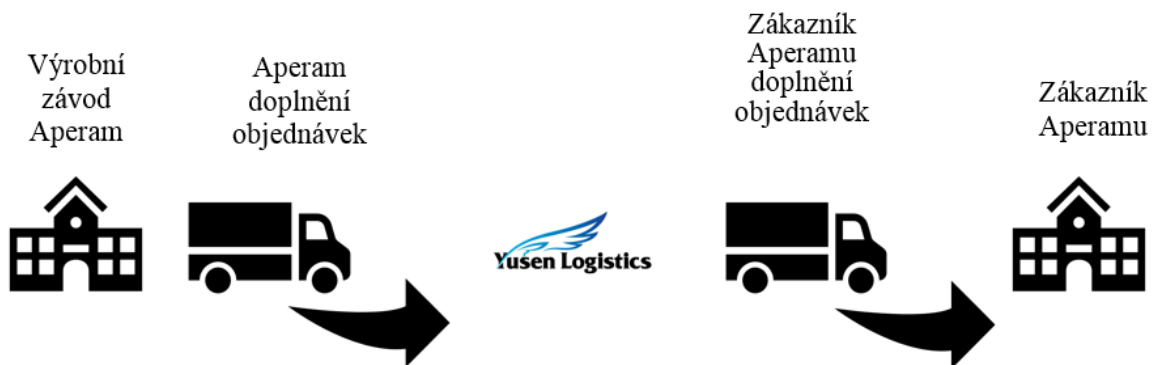 Výrobní
závod
Aperam
Aperam
doplnění
objednávek
Yusen Logistics
Zákazník
Aperamu
doplnění
objednávek
Zákazník
Aperamu